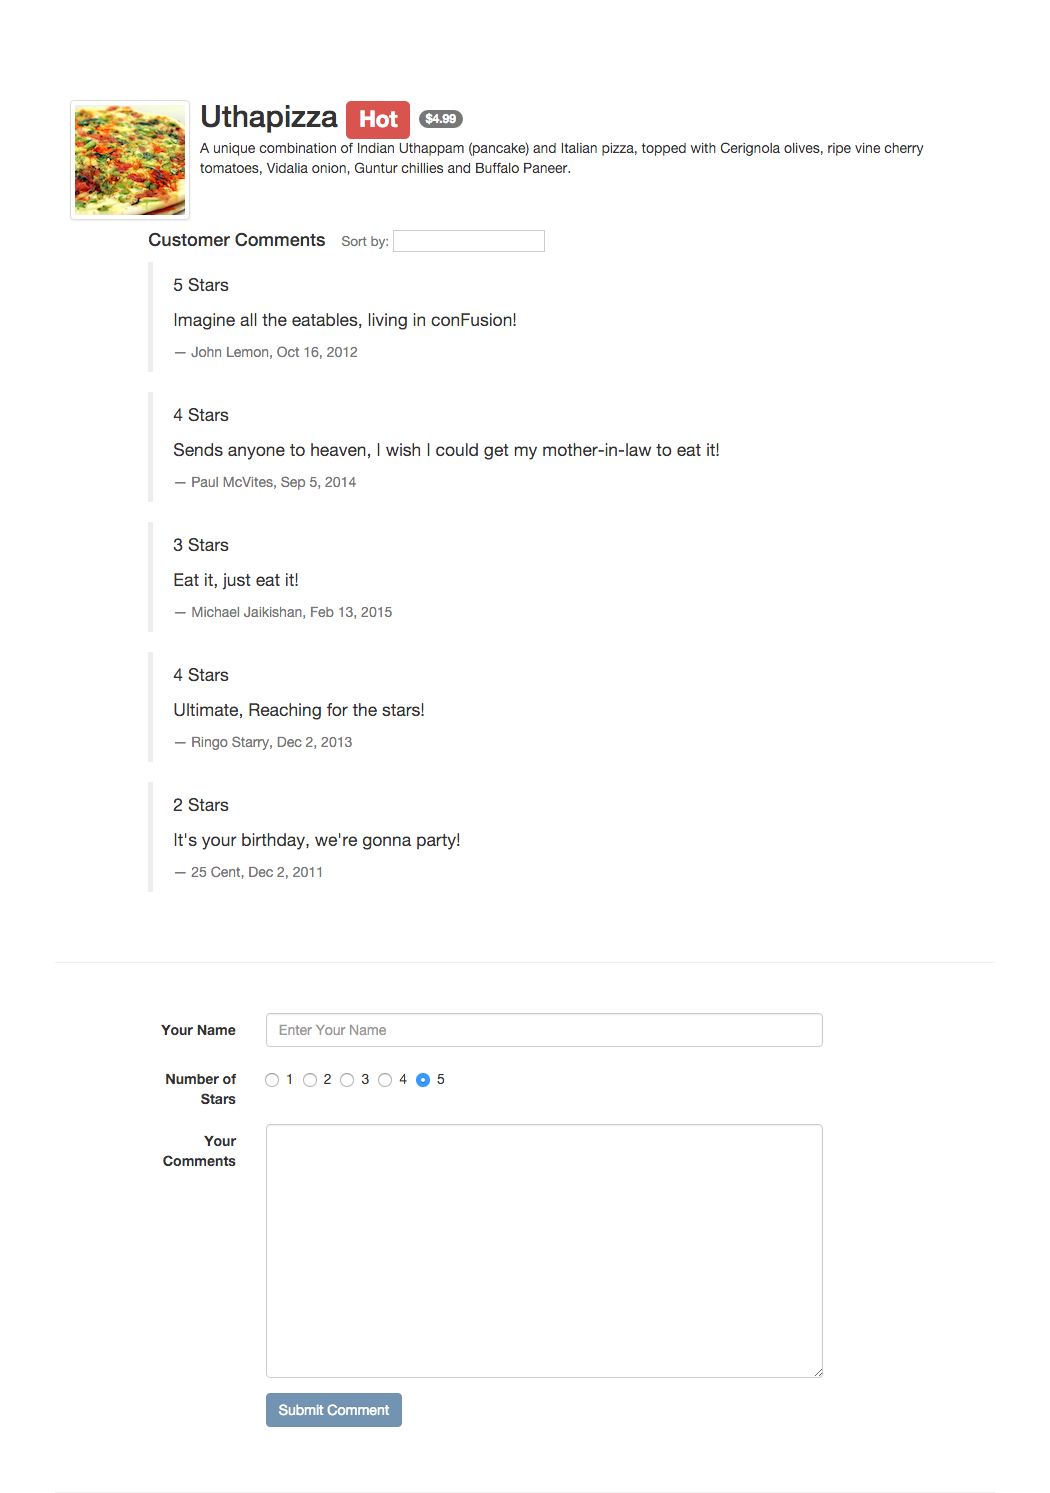 Uthapizza Hot $4.99
A unique combination of Indian Uthappam (pancake) and Italian pizza, topped with Cerignola olives, ripe vine cherry
tomatoes, Vidalia onion, Guntur chillies and Buffalo Paneer.
Customer Comments Sort by:
5 Stars
Imagine all the eatables, living in conFusion!
— John Lemon, Oct 16, 2012
4 Stars
Sends anyone to heaven, I wish I could get my mother-in-law to eat it!
— Paul McVites, Sep 5, 2014
3 Stars
Eat it, just eat it!
— Michael Jaikishan, Feb 13, 2015
4 Stars
Ultimate, Reaching for the stars!
— Ringo Starry, Dec 2, 2013
2 Stars
It's your birthday, we're gonna party!
— 25 Cent, Dec 2, 2011
Your Name Enter Your Name
Number of 1 2 3 4 5
Stars
Your
Comments
Submit Comment